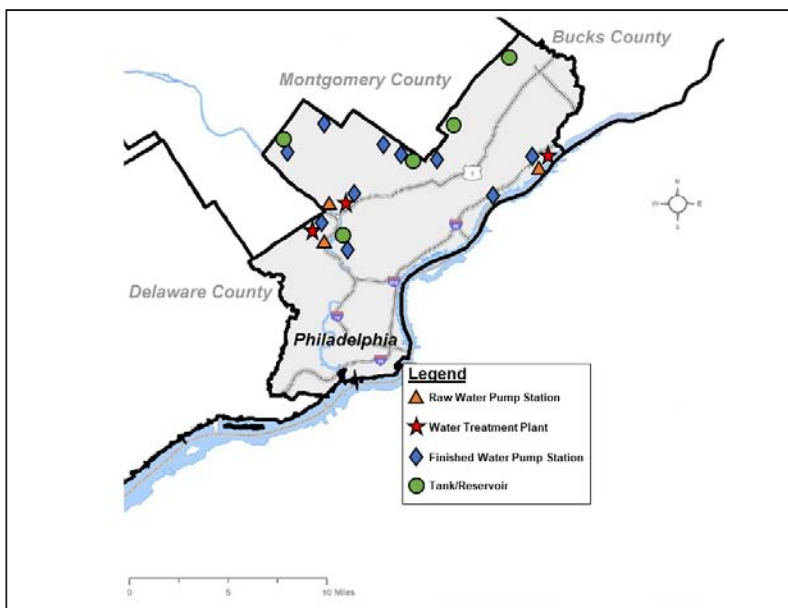 Bucks County
Montgomery County
1
N
W E
S
Delaware County
Philadelphia
Legend
Raw Water Pump Station
Water Treatment Plant
Finished Water Pump Station
Tank/Reservoir
0 5 10 Miles